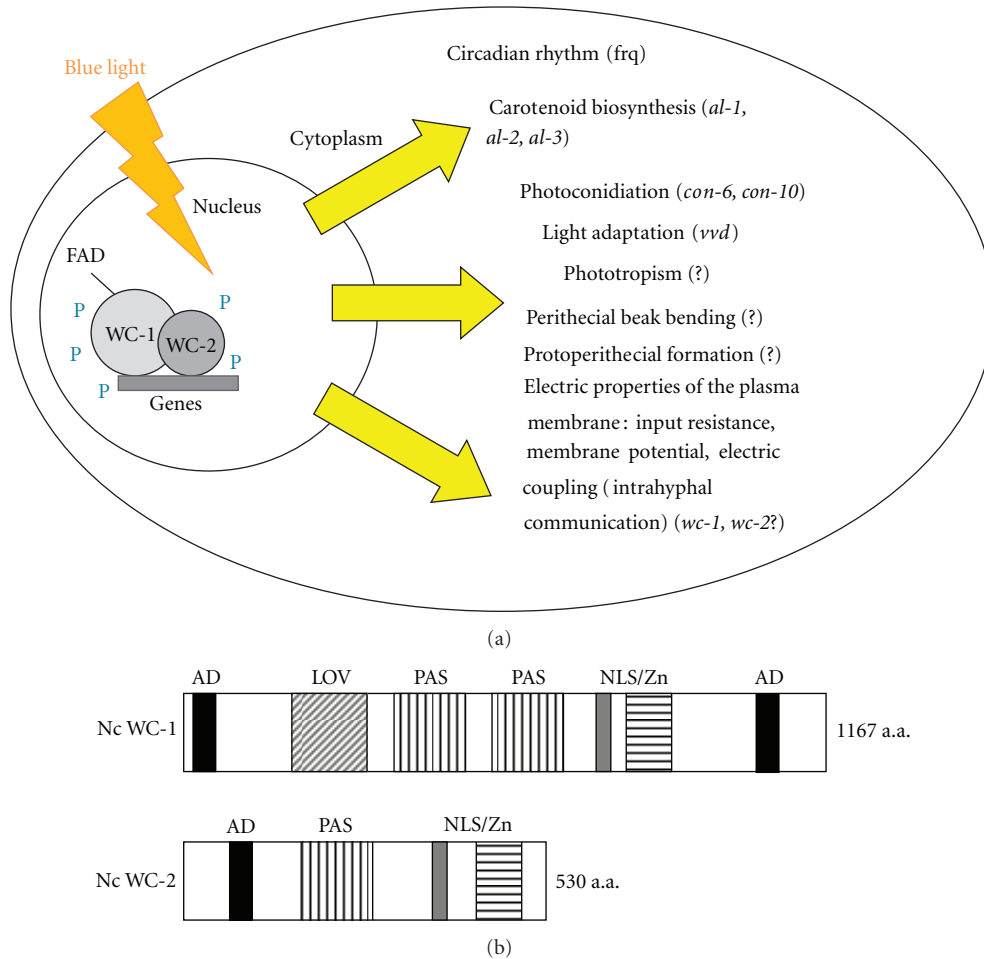 Circadian rhythm (frq)
Blue light
Carotenoid biosynthesis (al-1,
al-2, al-3)
Cytoplasm
Nucleus
Photoconidiation (con-6, con-10)
Light adaptation (vvd)
FAD
Phototropism (?)
P
P
WC-1
WC-2
Perithecial beak bending (?)
P
P
Protoperithecial formation (?)
P
Genes
Electric properties of the plasma
membrane: input resistance,
membrane potential, electric
coupling (intrahyphal
communication) (wc-1, wc-2?)
(a)
AD LOV PAS PAS NLS/Zn AD
Nc WC-1
1167 a.a.
AD PAS NLS/Zn
Nc WC-2
530 a.a.
(b)